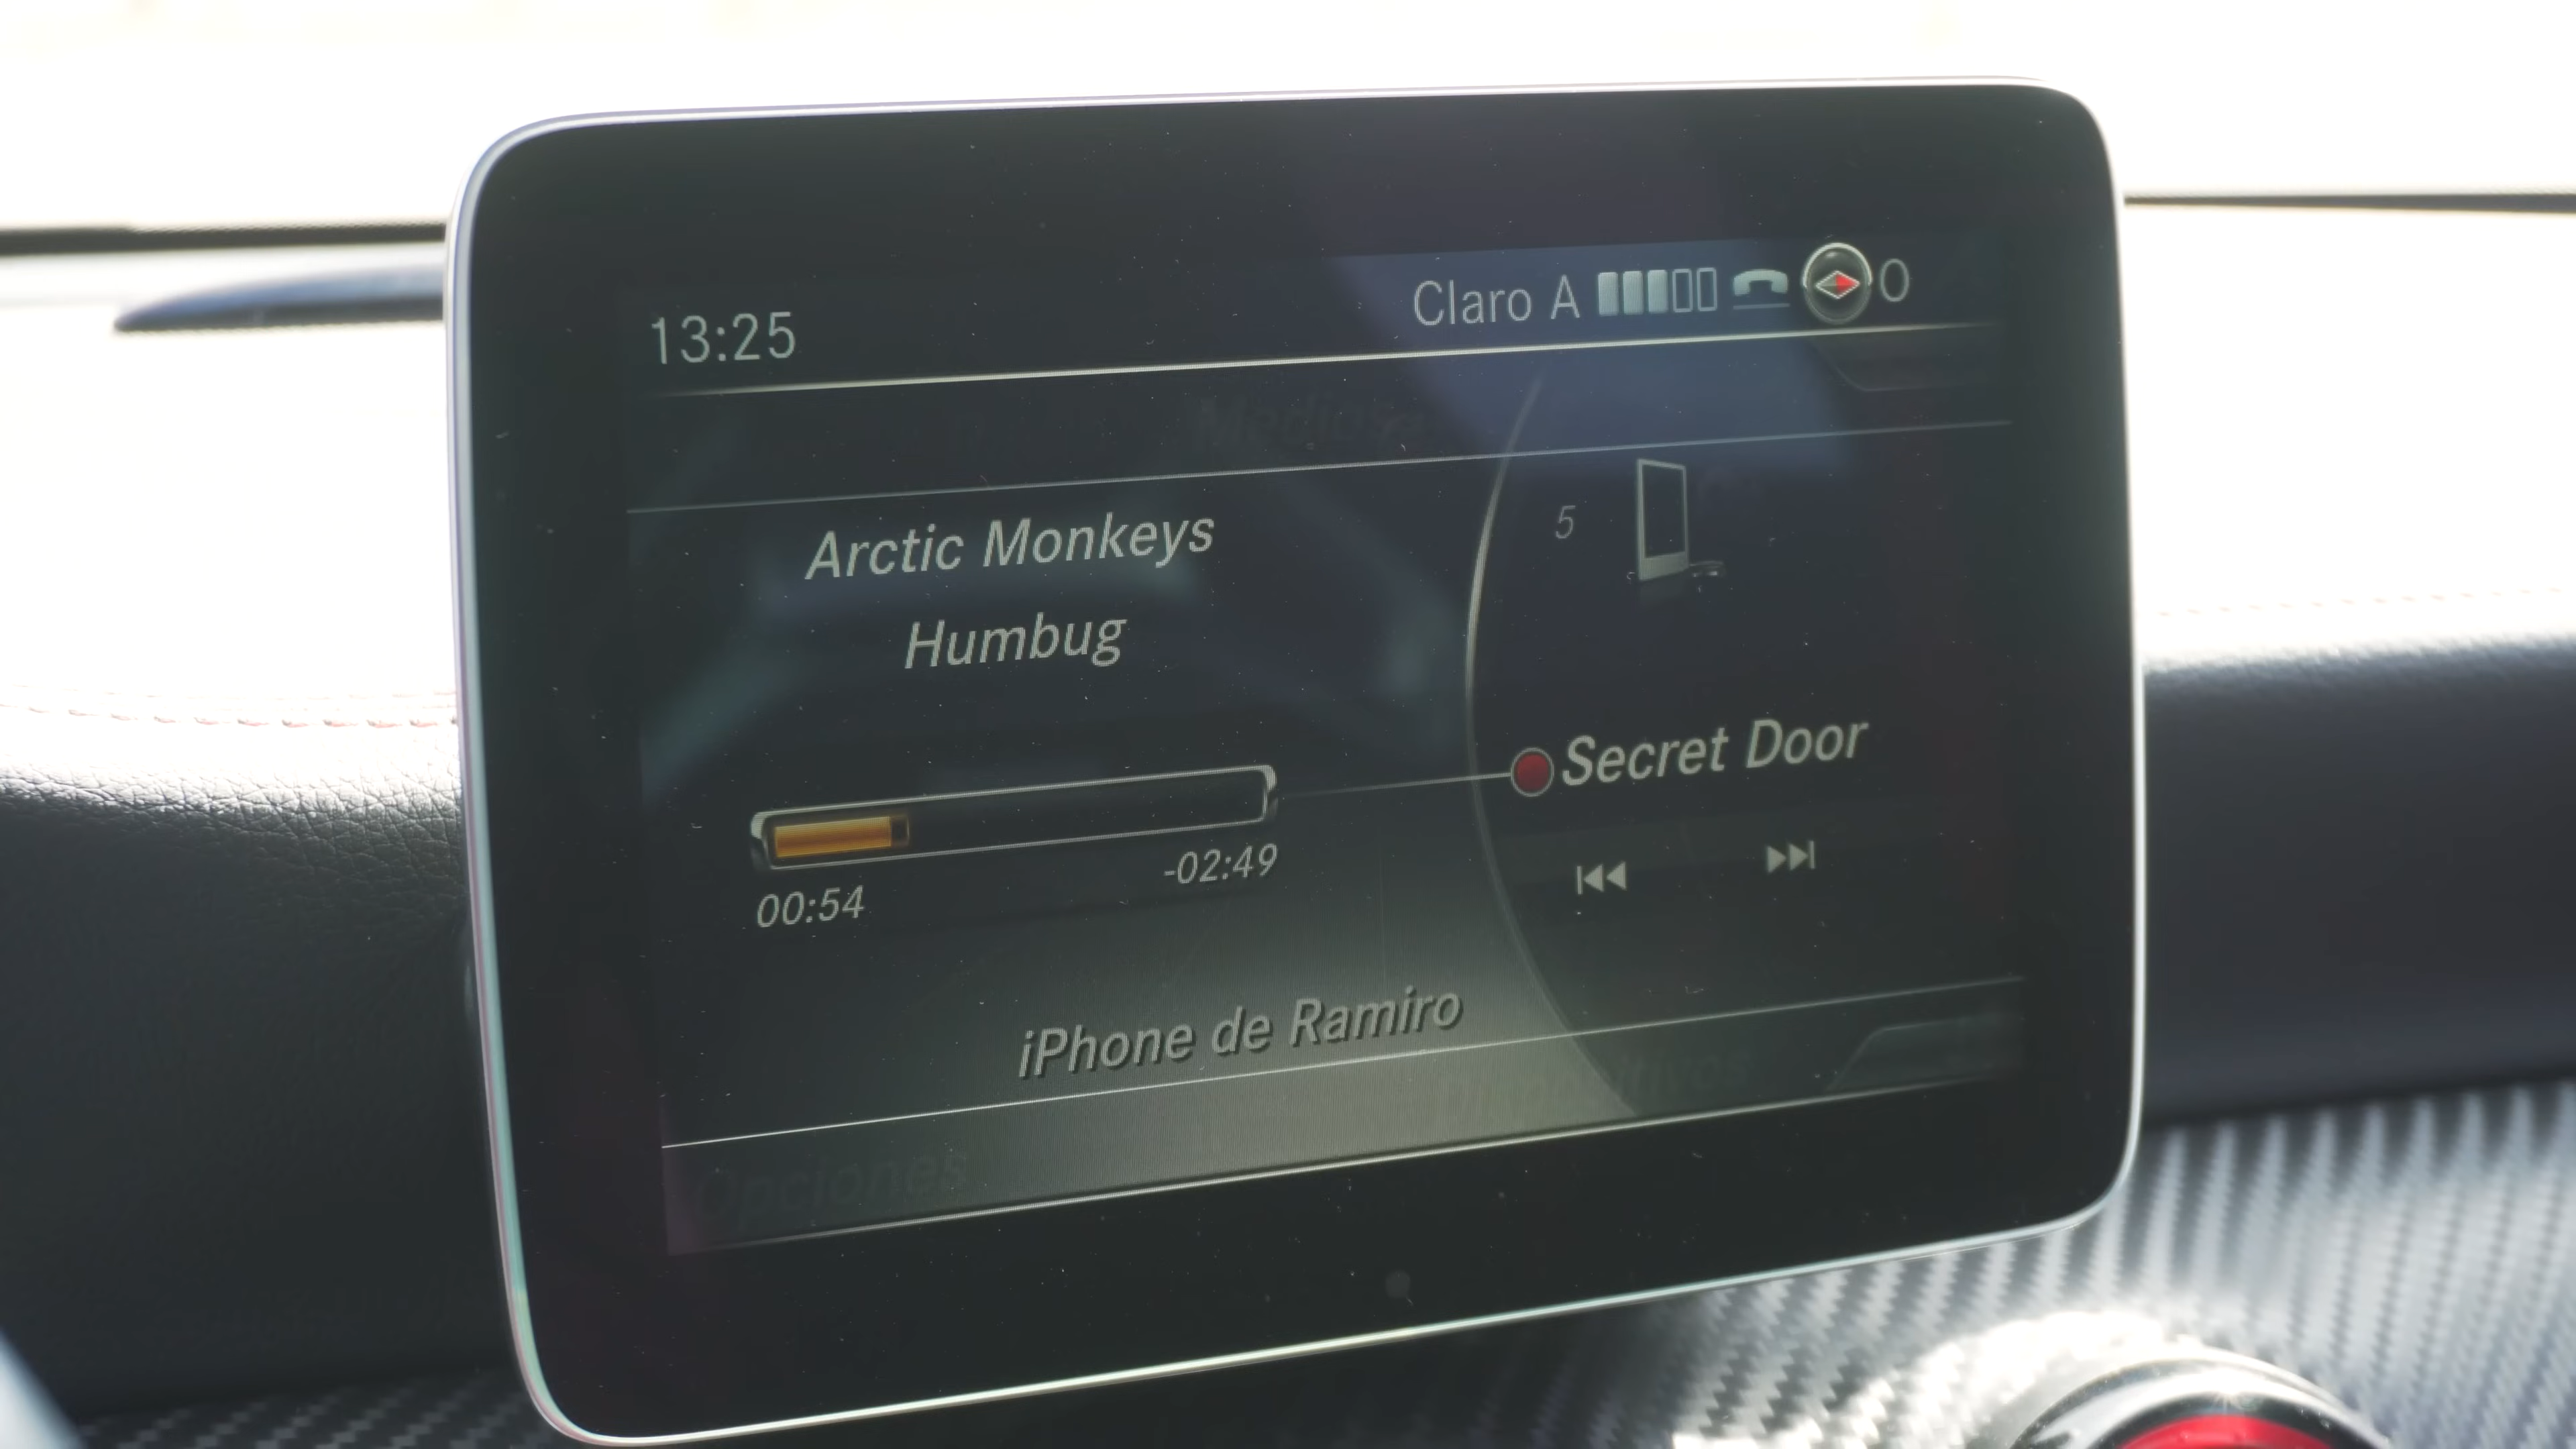 13:25
Claro A
O
Arctic Monkeys
Humbug
5
Secret Door
00:54
-02:49
iPhone de Ramiro
Opciones